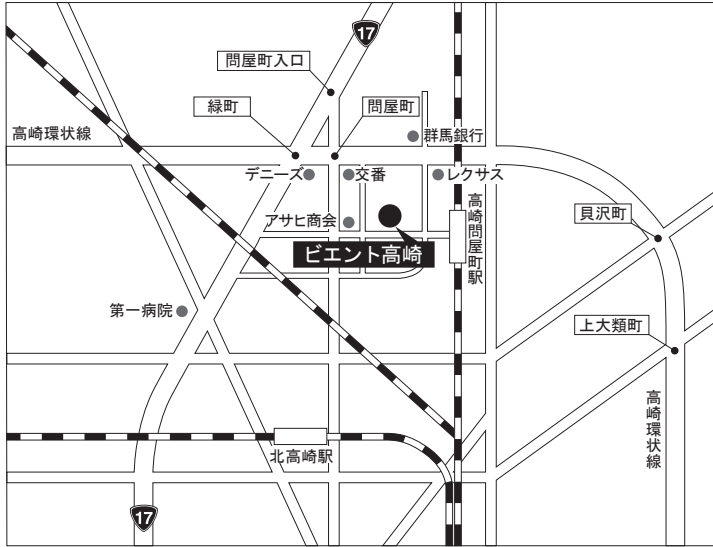 17
問屋町入口
緑町
問屋町
高崎環状線
群馬銀行
デニーズ
交番
レクサス
アサヒ商会
高崎問屋町駅
貝沢町
ビエント高崎
第一病院
上大類町
高崎環状線
北高崎駅
17